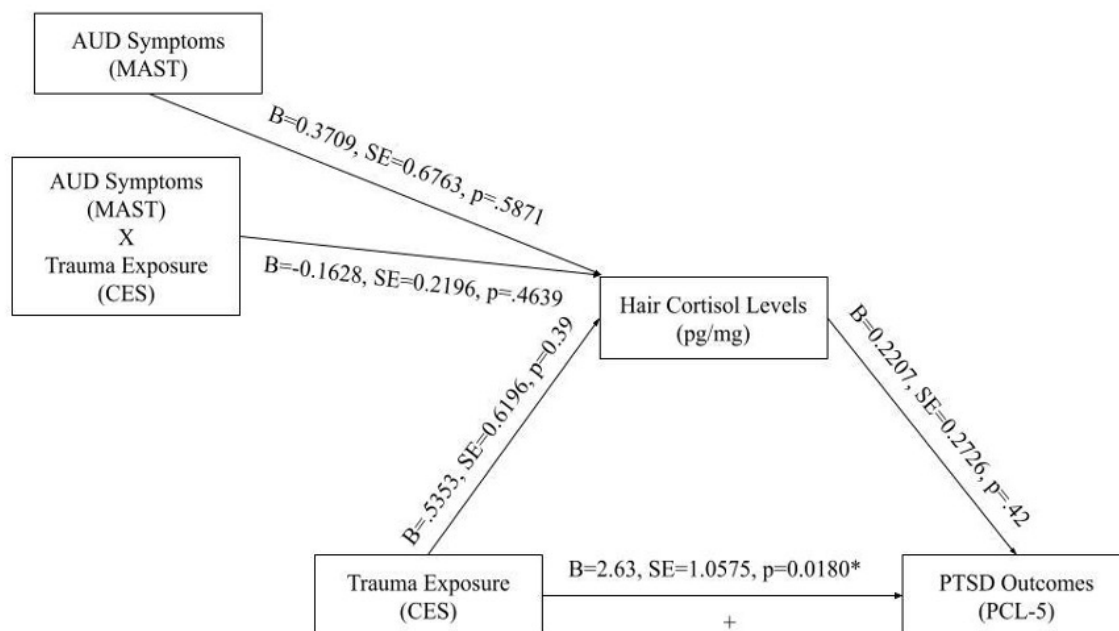 AUD Symptoms
(MAST)
B=0.3709, SE=0.6763, p=.5871
AUD Symptoms
(MAST)
X
Trauma Exposure
(CES)
B=-0.1628, SE=0.2196, p=.4639
Hair Cortisol Levels
(pg/mg)
B=.5353, SE=0.6196, p=0.39
B=0.2207, SE=0.2726, p=.42
Trauma Exposure
(CES)
B=2.63, SE=1.0575, p=0.0180*
+
PTSD Outcomes
(PCL-5)